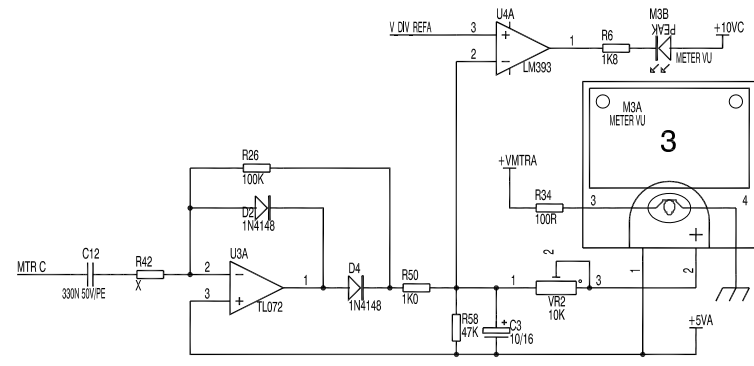 U4A
V DIV REFA
3
+
2
-
1
LM393
R6
1K8
M3B
PEAK
METER VU
+10VC
M3A
METER VU
3
+VMTRA
R34
100R
3
4
+
1
2
R26
100K
D2
1N4148
MTR C
C12
330N 50V/PE
R42
X
U3A
2
-
3
+
1
TL072
D4
1N4148
R50
1K0
1
2
3
VR2
10K
R58
47K
+
C3
10/16
+5VA